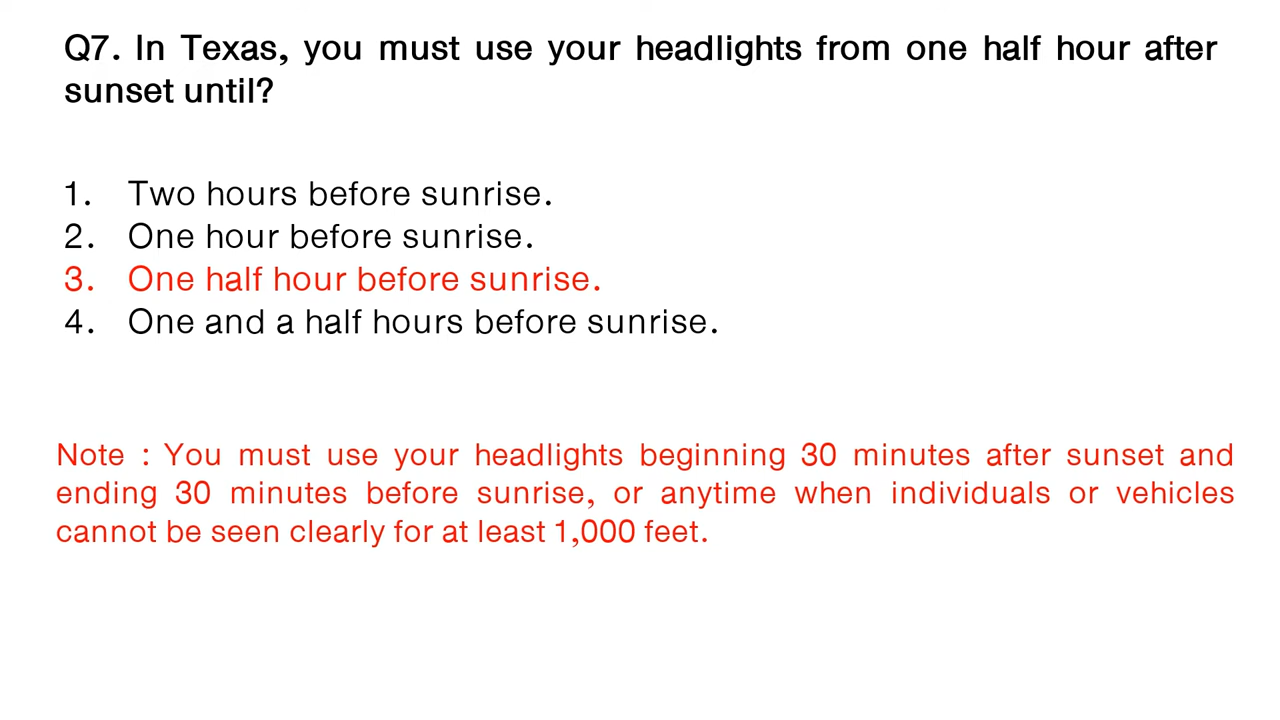 Q7. In Texas, you must use your headlights from one half hour after
sunset until?
1. Two hours before sunrise.
2. One hour before sunrise.
3. One half hour before sunrise.
4. One and a half hours before sunrise.
Note : You must use your headlights beginning 30 minutes after sunset and
ending 30 minutes before sunrise, or anytime when individuals or vehicles
cannot be seen clearly for at least 1,000 feet.